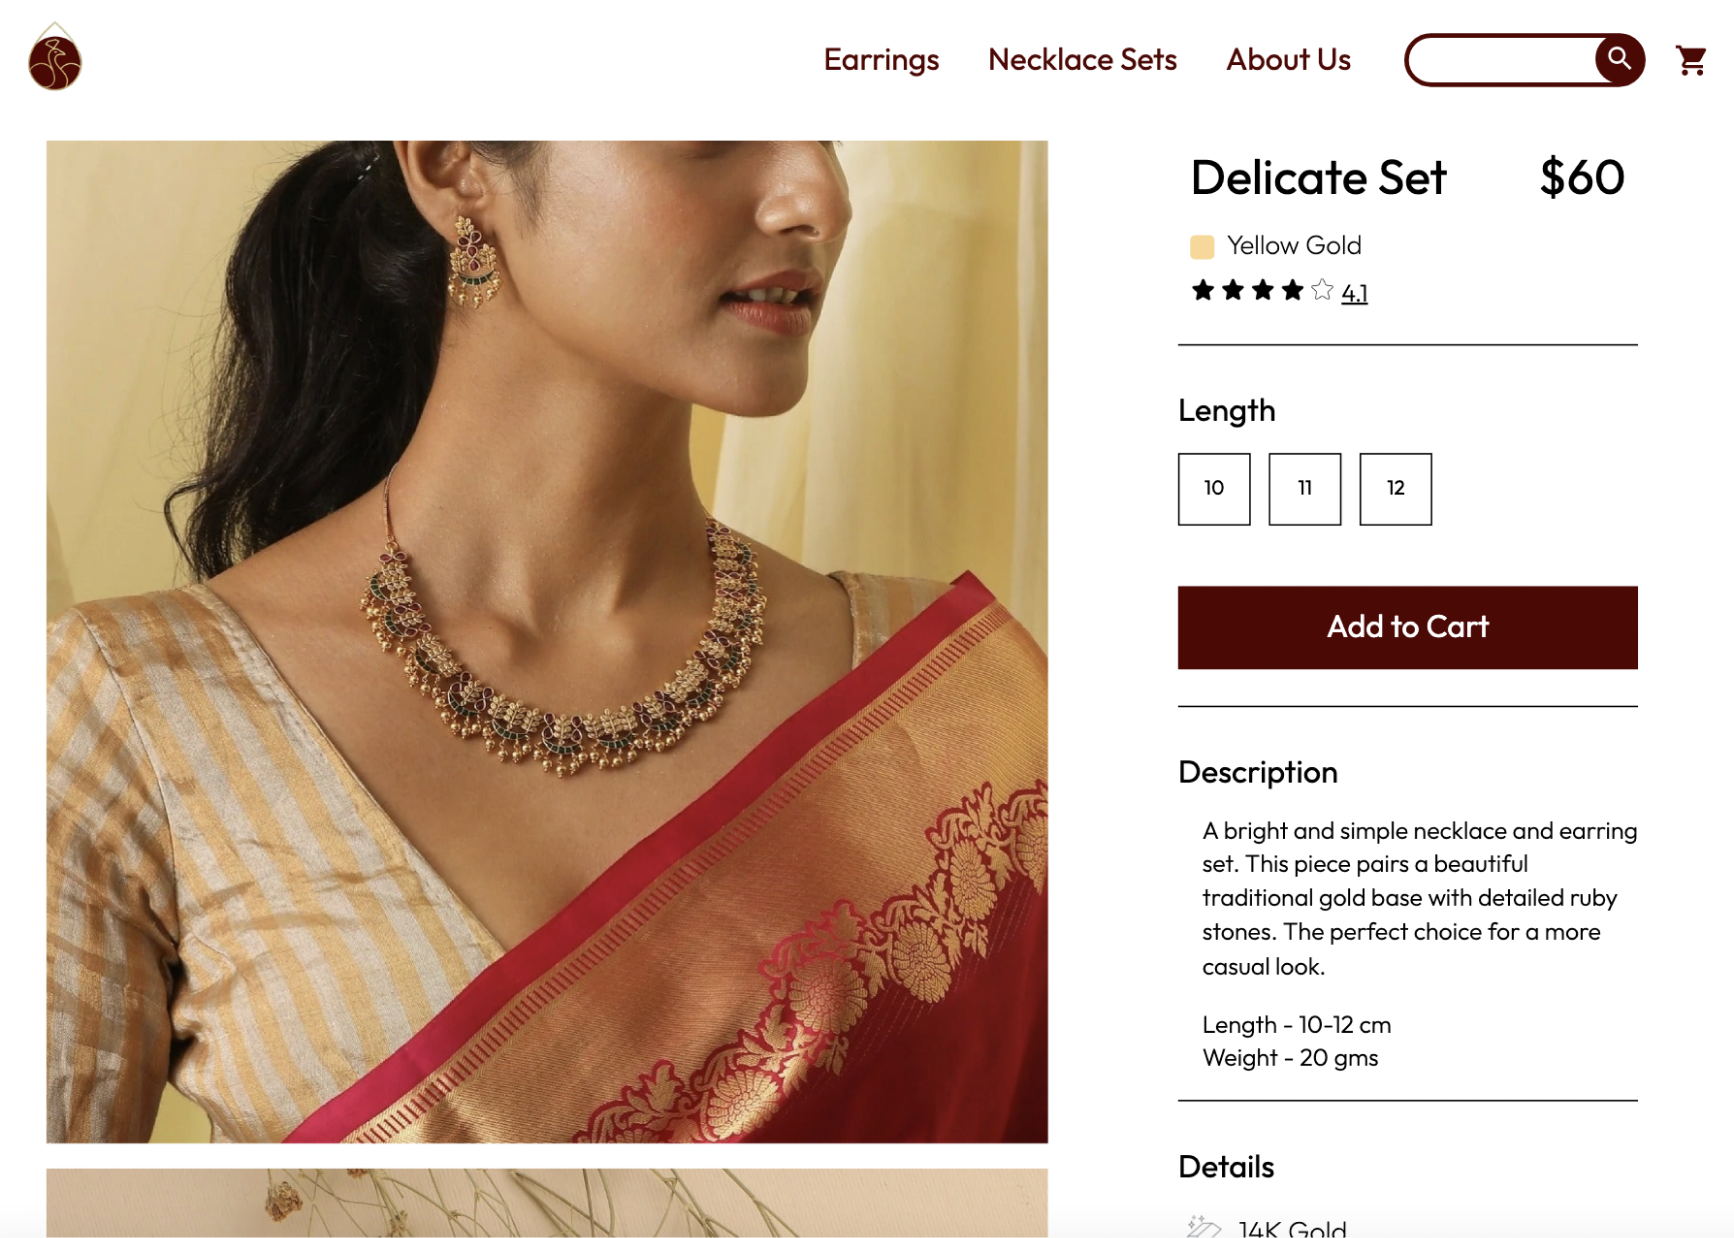 Earrings
Necklace Sets
About Us
Delicate Set
$60
Yellow Gold
4.1
Length
10
11
12
Add to Cart
Description
A bright and simple necklace and earring
set. This piece pairs a beautiful
traditional gold base with detailed ruby
stones. The perfect choice for a more
casual look.
Length - 10-12 cm
Weight - 20 gms
Details
14K Gold